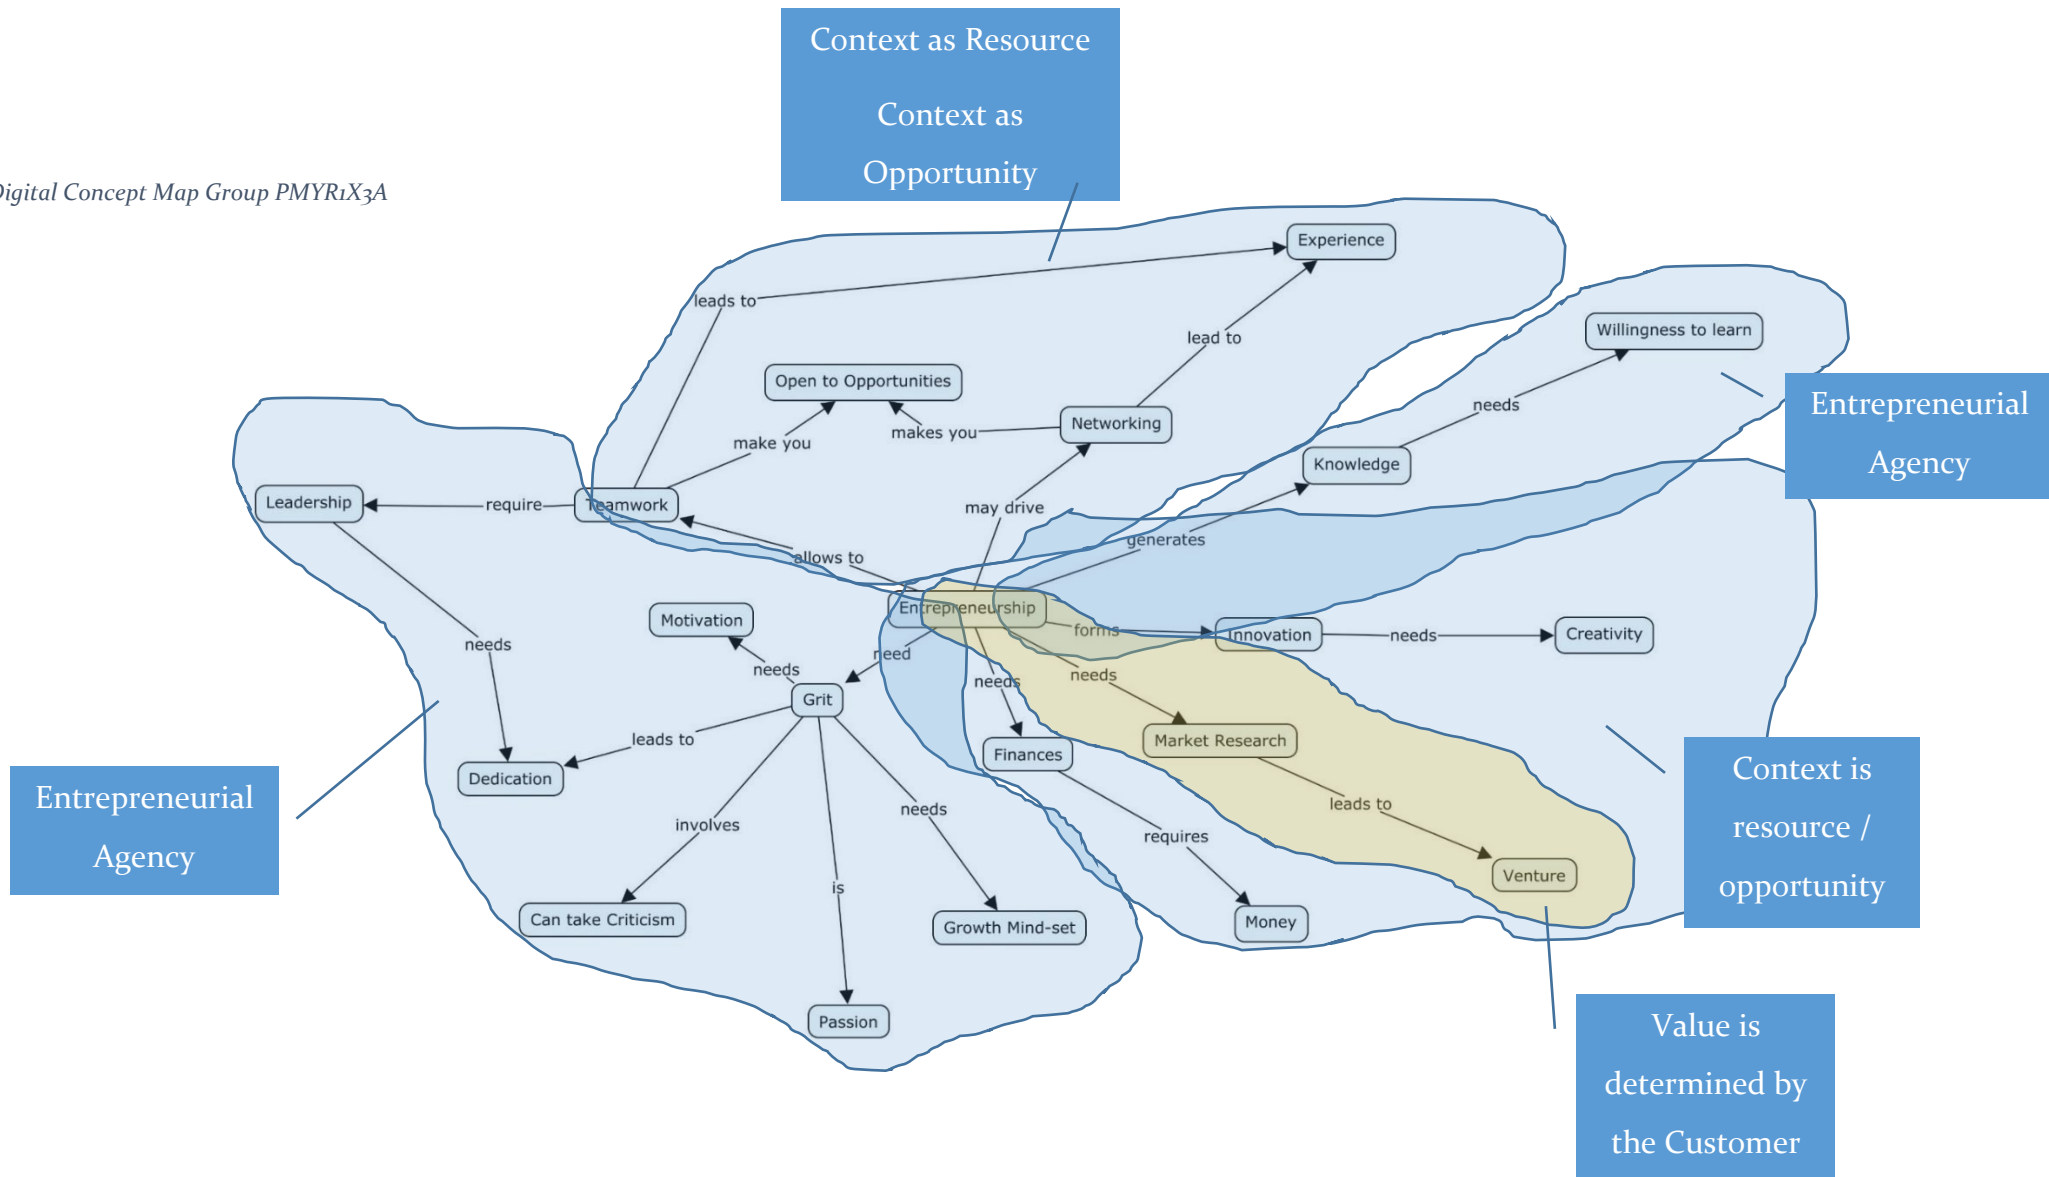 Context as Resource
Context as
Opportunity
Digital Concept Map Group PMYR1X3A
Experience
leads to
Willingness to learn
lead to
Open to Opportunities
needs
Entrepreneurial
Agency
Networking
makes you
make you
Knowledge
Leadership
require
Teamwork
may drive
generates
allows to
Entrepreneurship
Motivation
forms
Innovation
needs
Creativity
needs
need
needs
needs
needs
Grit
leads to
Market Research
Finances
Dedication
Context is
resource /
opportunity
Entrepreneurial
Agency
leads to
needs
involves
requires
Venture
is
Can take Criticism
Growth Mind-set
Money
Passion
Value is
determined by
the Customer